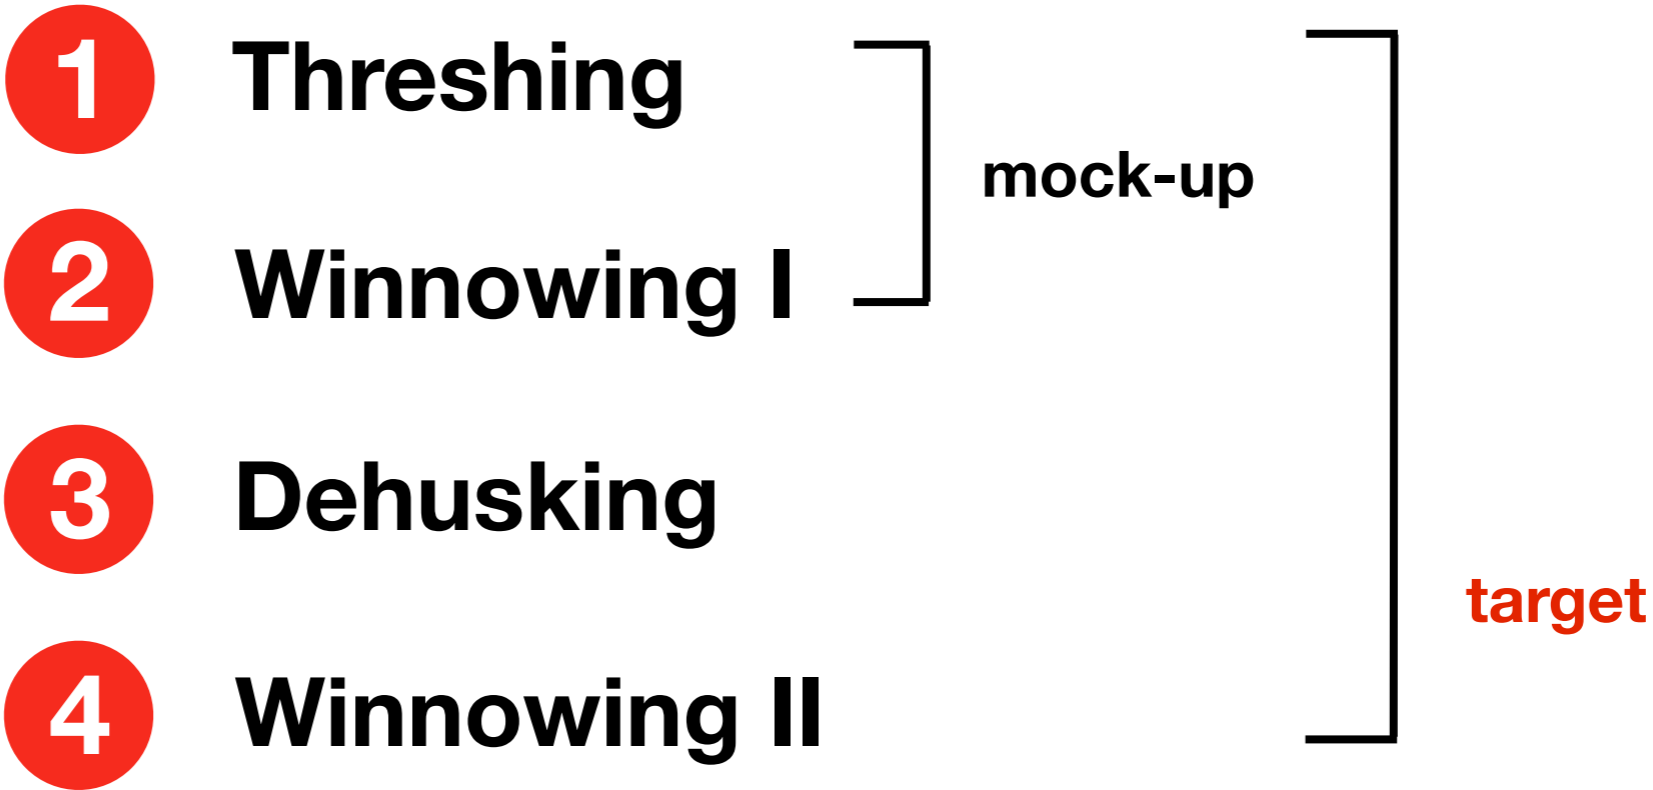 1 Threshing
mock-up
2 Winnowing I
3 Dehusking
target
4 Winnowing II